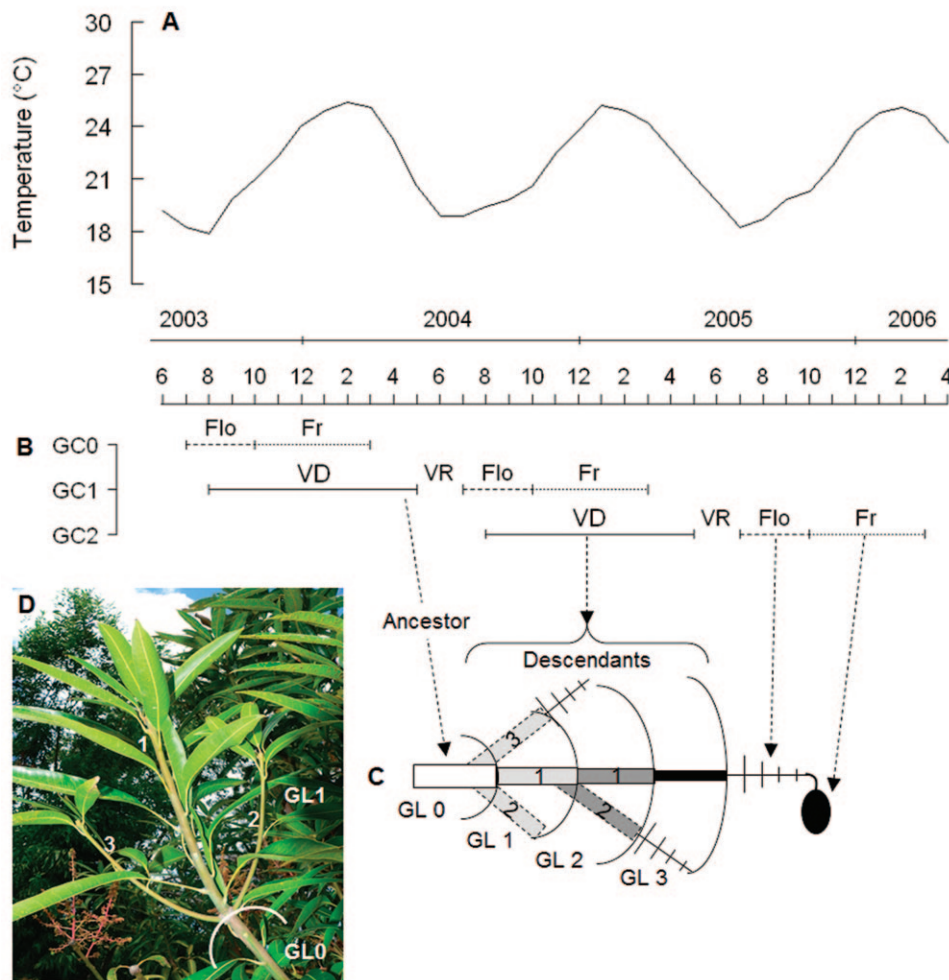 A
30
27
24
21
18
15
Temperature (°C)
2003 2004 2005 2006
6 8 10 12 2 4 6 8 10 12 2 4 6 8 10 12 2 4
B
GC0 Flo Fr
GC1 VD VR Flo Fr
GC2 VD VR Flo Fr
D
1
2
3
GL1
GL0
Ancestor
Descendants
C
3
1 1
2 2
GL 0
GL 1
GL 2
GL 3